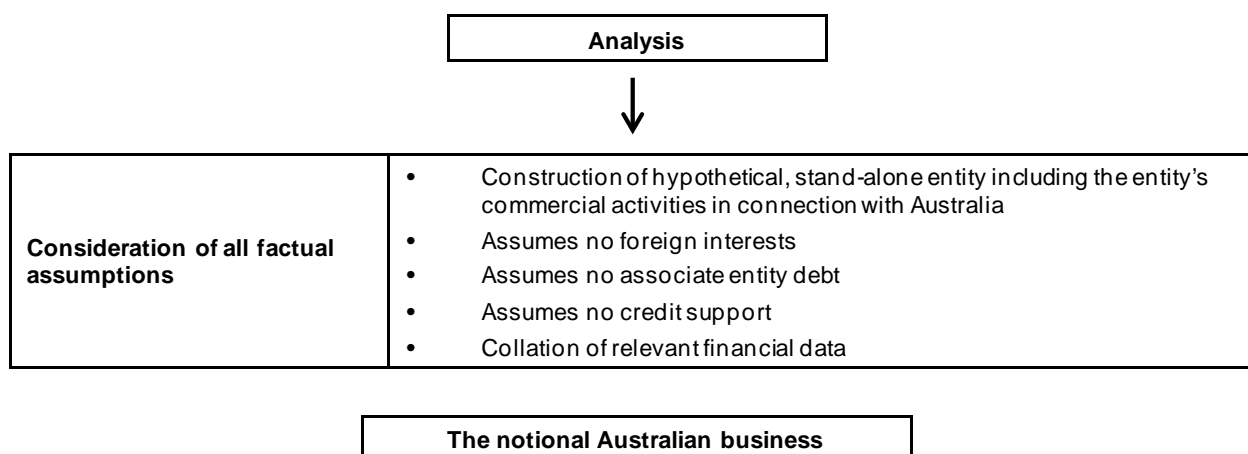 Analysis
Consideration of all factual
assumptions
• Construction of hypothetical, stand-alone entity including the entity's
commercial activities in connection with Australia
• Assumes no foreign interests
• Assumes no associate entity debt
• Assumes no credit support
• Collation of relevant financial data
The notional Australian business